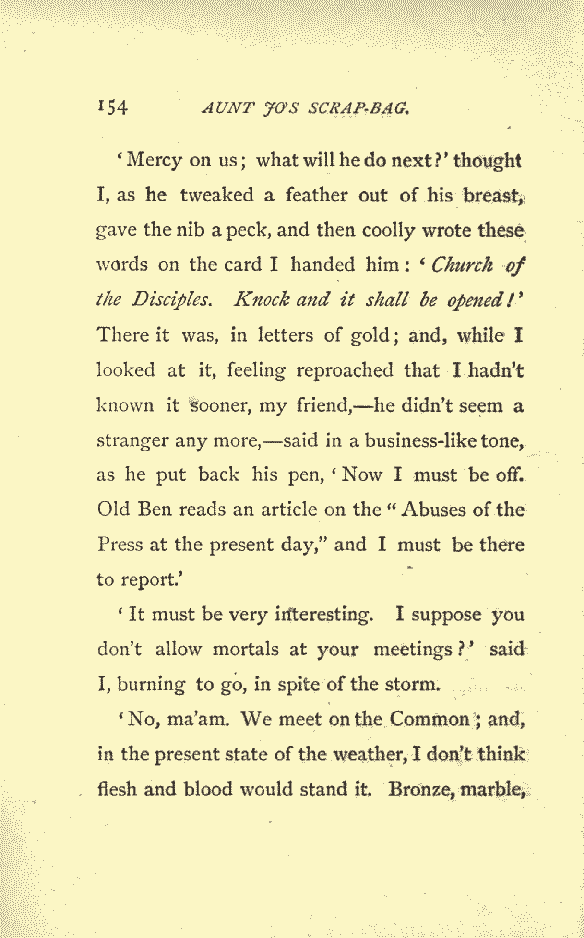 154 AUNT JO'S SCRAP-BAG.
‘Mercy on us; what will he do next?’ thought
I, as he tweaked a feather out of his breast,
gave the nib a peck, and then coolly wrote these
words on the card I handed him: ‘Church of
the Disciples. Knock and it shall be opened!’
There it was, in letters of gold; and, while I
looked at it, feeling reproached that I hadn't
known it sooner, my friend,—he didn't seem a
stranger any more,—said in a business-like tone,
as he put back his pen, ‘Now I must be off.
Old Ben reads an article on the “Abuses of the
Press at the present day,” and I must be there
to report.’
‘It must be very interesting. I suppose you
don't allow mortals at your meetings?’ said
I, burning to go, in spite of the storm.
‘No, ma'am. We meet on the Common; and,
in the present state of the weather, I don't think
flesh and blood would stand it. Bronze, marble,